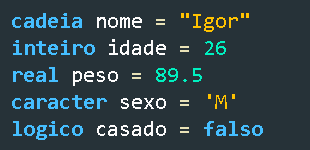 cadeia nome = "Igor"
inteiro idade = 26
real peso = 89.5
caracter sexo = 'M'
logico casado = falso